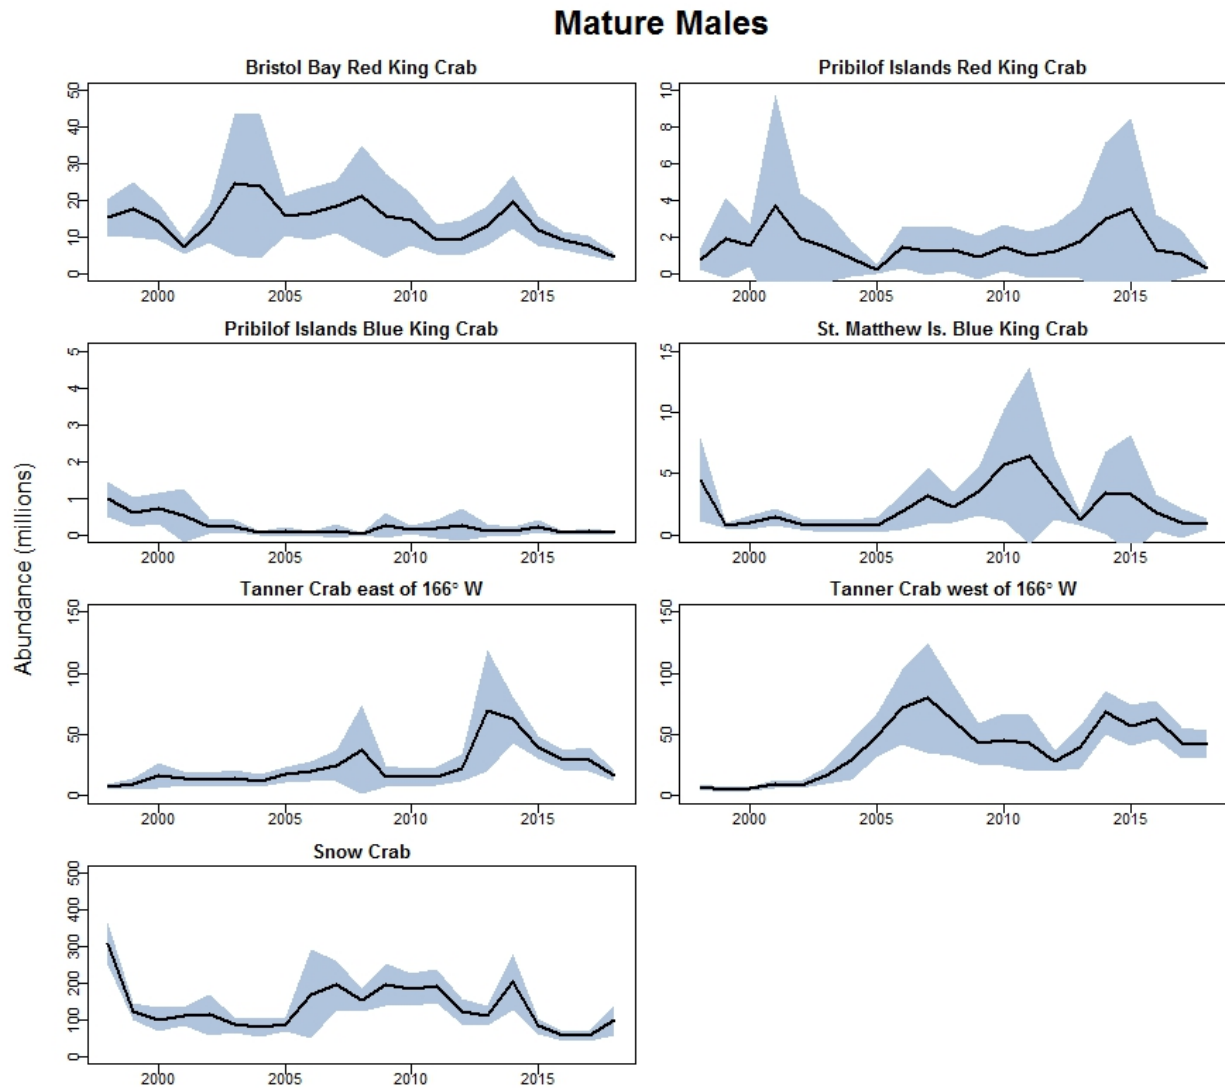 Mature Males
Abundance (millions)
Bristol Bay Red King Crab
50
40
30
20
10
0
2000 2005 2010 2015
Pribilof Islands Red King Crab
10
8
6
4
2
0
2000 2005 2010 2015
Pribilof Islands Blue King Crab
5
4
3
2
1
0
2000 2005 2010 2015
St. Matthew Is. Blue King Crab
15
10
5
0
2000 2005 2010 2015
Tanner Crab east of 166° W
150
100
50
0
2000 2005 2010 2015
Tanner Crab west of 166° W
150
100
50
0
2000 2005 2010 2015
Snow Crab
500
400
300
200
100
0
2000 2005 2010 2015